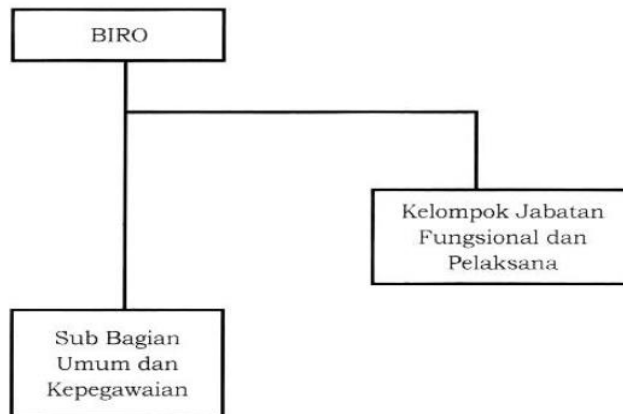 BIRO
Kelompok Jabatan
Fungsional dan
Pelaksana
Sub Bagian
Umum dan
Kepegawaian